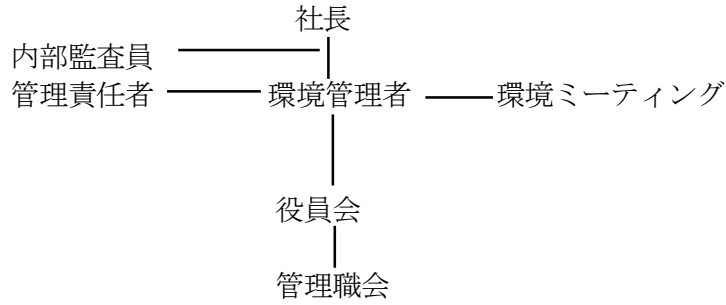 社長
内部監査員
管理責任者 環境管理者 環境ミーティング
役員会
管理職会